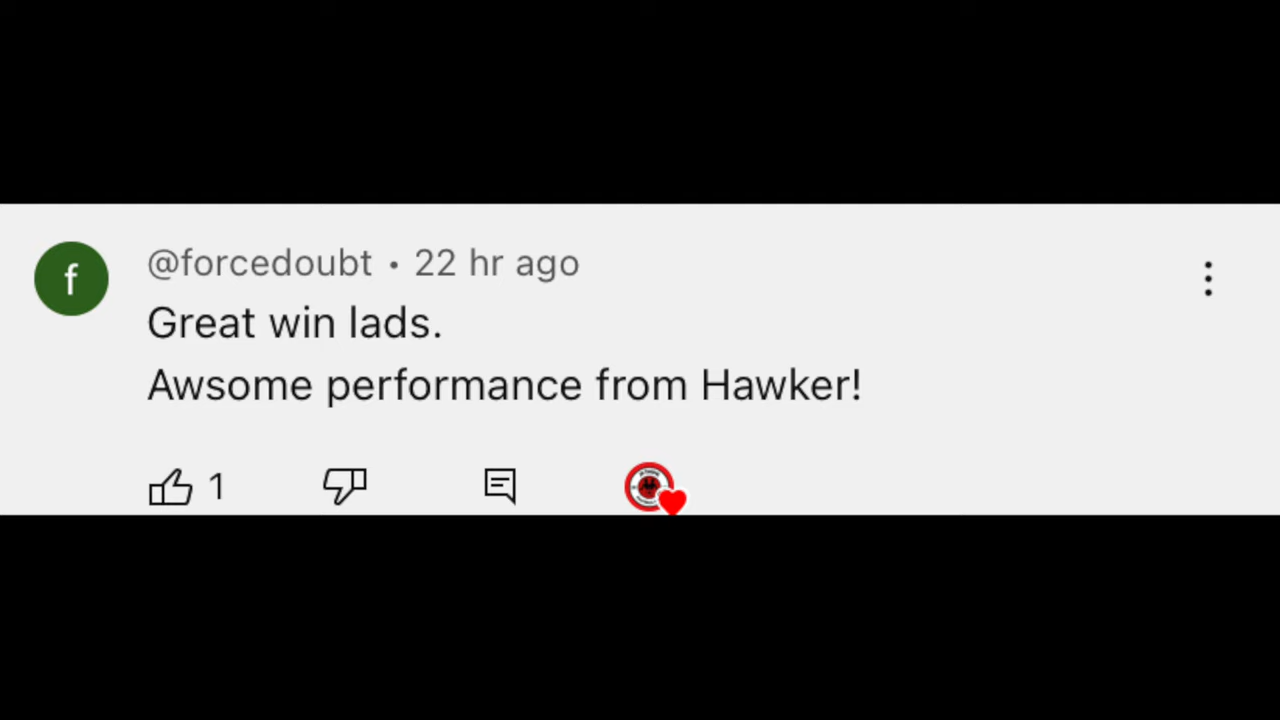 f
@forcedoubt • 22 hr ago
Great win lads.
Awsome performance from Hawker!
1